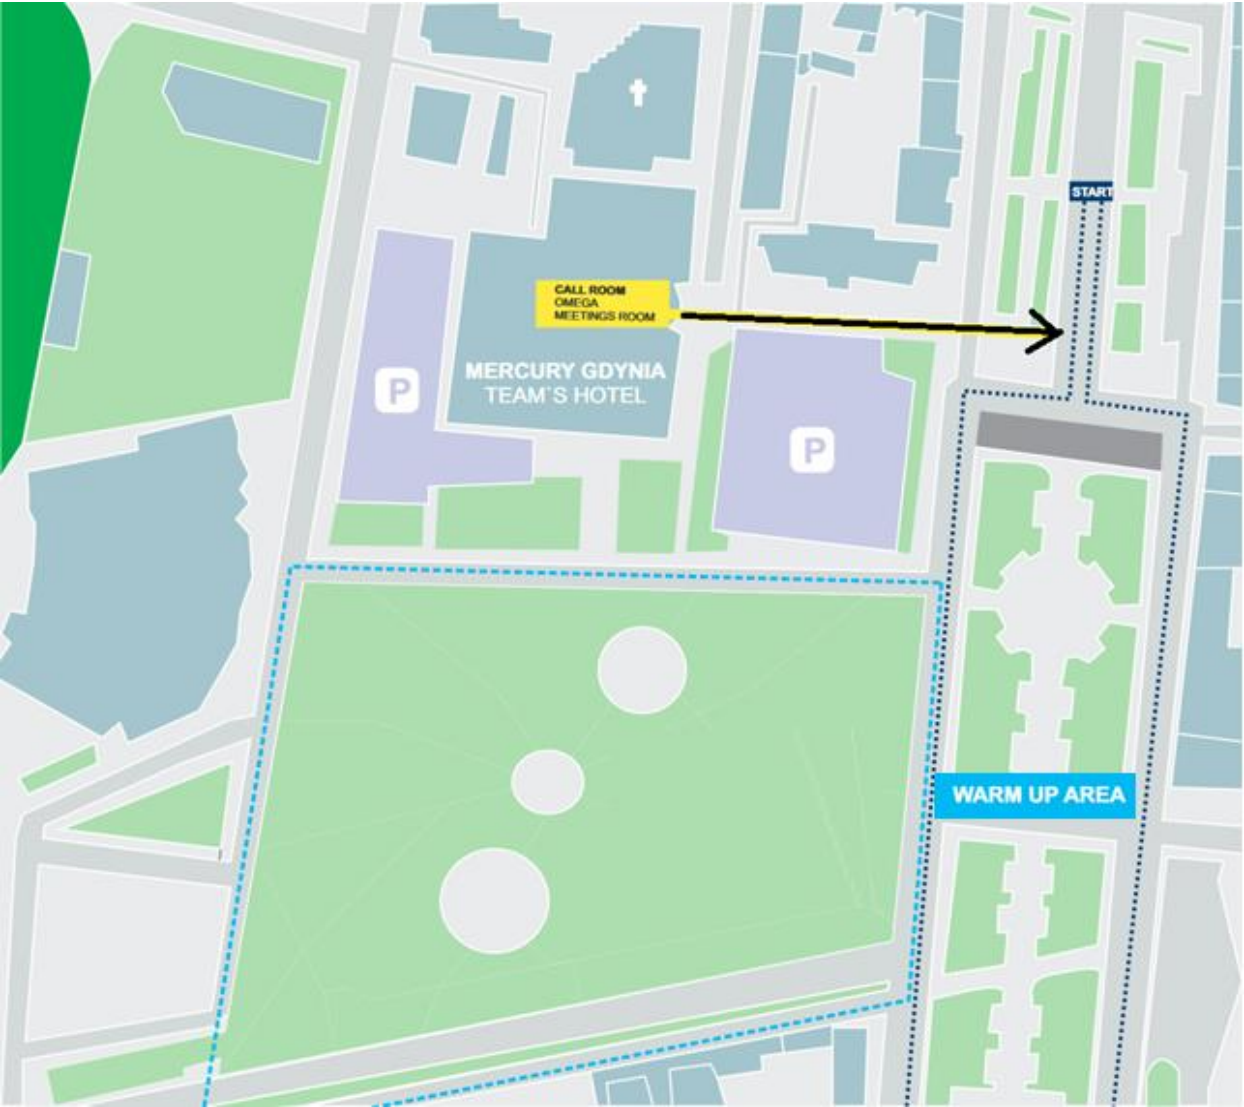 START
CALL ROOM
OMEGA
MEETINGS ROOM
MERCURY GDYNIA
TEAM'S HOTEL
P
P
WARM UP AREA